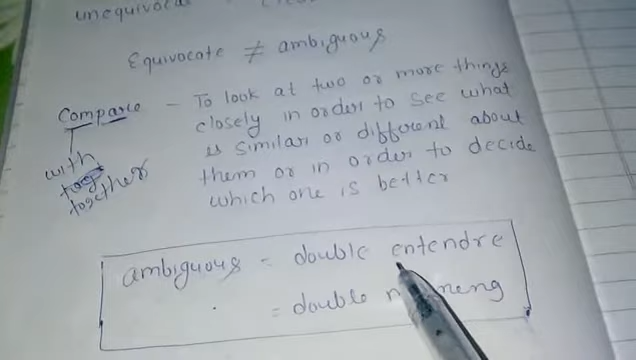 unequivocal
Equivocate ≠ ambiguous
Compare - To look at two or more things
closely in order to see what
is similar or different about
them or in order to decide
which one is better
with
together
ambiguous = double entendre
= double